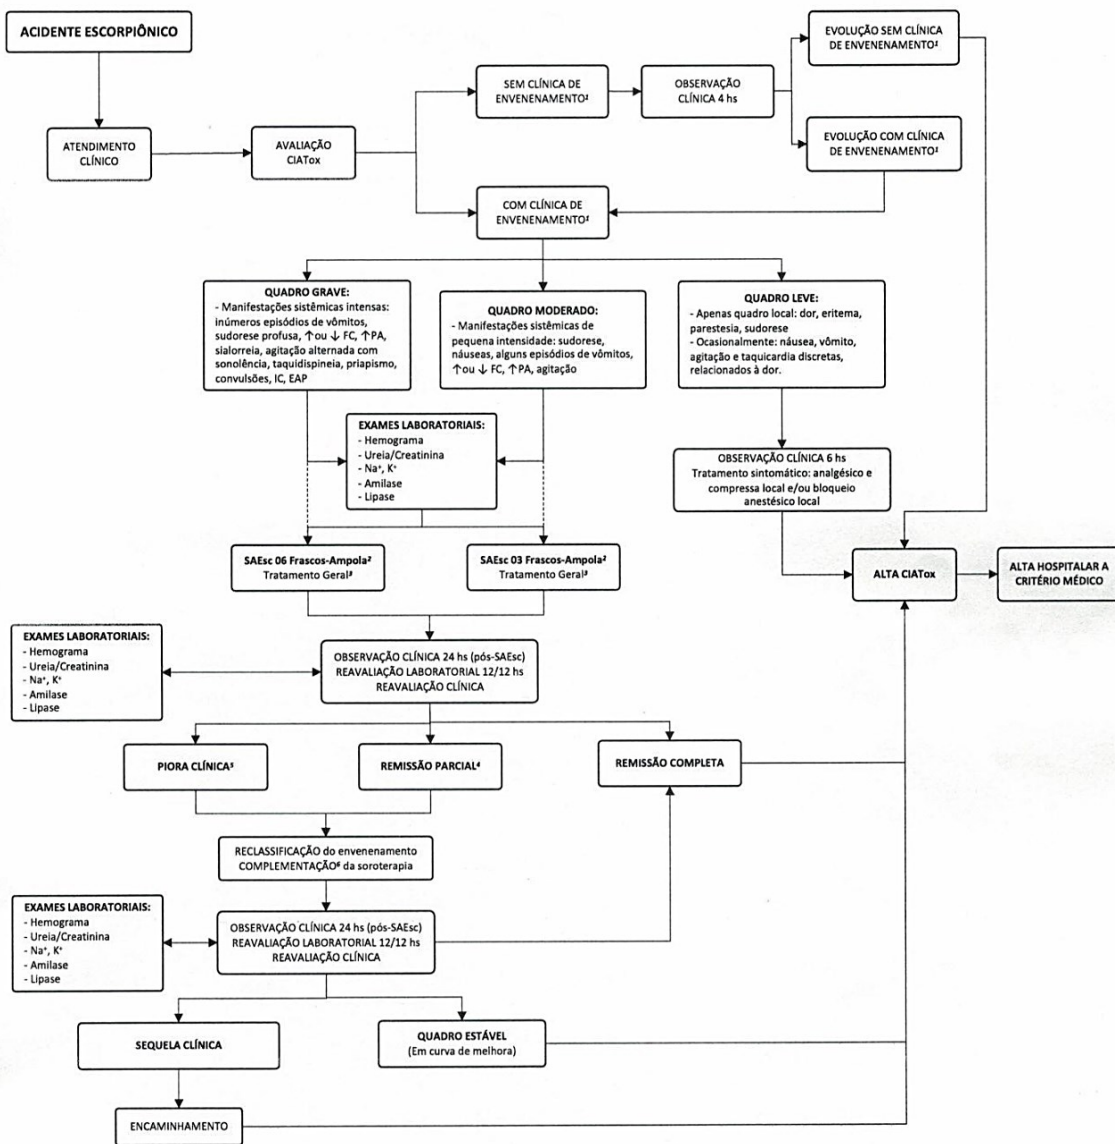 ACIDENTE ESCORPIÔNICO
ATENDIMENTO
CLÍNICO
AVALIAÇÃO
CIATox
SEM CLÍNICA DE
ENVENENAMENTO¹
OBSERVAÇÃO
CLÍNICA 4 hs
EVOLUÇÃO SEM CLÍNICA
DE ENVENENAMENTO¹
EVOLUÇÃO COM CLÍNICA
DE ENVENENAMENTO¹
COM CLÍNICA DE
ENVENENAMENTO¹
QUADRO GRAVE:
- Manifestações sistêmicas intensas:
inúmeros episódios de vômitos,
sudorese profusa, ↑ou ↓ FC, ↑PA,
sialorreia, agitação alternada com
sonolência, taquidispineia, priapismo,
convulsões, IC, EAP
QUADRO MODERADO:
- Manifestações sistêmicas de
pequena intensidade: sudorese,
náuseas, alguns episódios de vômitos,
↑ou ↓ FC, ↑PA, agitação
QUADRO LEVE:
- Apenas quadro local: dor, eritema,
parestesia, sudorese
- Ocasionalmente: náusea, vômito,
agitação e taquicardia discretas,
relacionados à dor.
EXAMES LABORATORIAIS:
- Hemograma
- Ureia/Creatinina
- Na⁺, K⁺
- Amilase
- Lipase
OBSERVAÇÃO CLÍNICA 6 hs
Tratamento sintomático: analgésico e
compressa local e/ou bloqueio
anestésico local
SAEsc 06 Frascos-Ampola²
Tratamento Geral³
SAEsc 03 Frascos-Ampola²
Tratamento Geral³
ALTA CIATox
ALTA HOSPITALAR A
CRITÉRIO MÉDICO
EXAMES LABORATORIAIS:
- Hemograma
- Ureia/Creatinina
- Na⁺, K⁺
- Amilase
- Lipase
OBSERVAÇÃO CLÍNICA 24 hs (pós-SAEsc)
REAVALIAÇÃO LABORATORIAL 12/12 hs
REAVALIAÇÃO CLÍNICA
PIORA CLÍNICA⁵
REMISSÃO PARCIAL⁴
REMISSÃO COMPLETA
RECLASSIFICAÇÃO do envenenamento
COMPLEMENTAÇÃO⁶ da soroterapia
EXAMES LABORATORIAIS:
- Hemograma
- Ureia/Creatinina
- Na⁺, K⁺
- Amilase
- Lipase
OBSERVAÇÃO CLÍNICA 24 hs (pós-SAEsc)
REAVALIAÇÃO LABORATORIAL 12/12 hs
REAVALIAÇÃO CLÍNICA
SEQUELA CLÍNICA
QUADRO ESTÁVEL
(Em curva de melhora)
ENCAMINHAMENTO